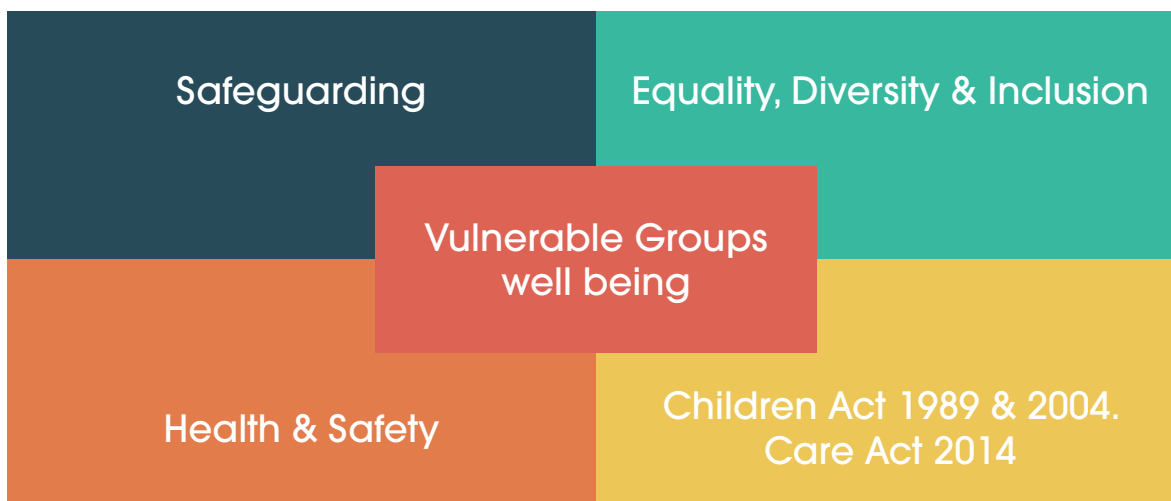 Safeguarding
Equality, Diversity & Inclusion
Vulnerable Groups
well being
Health & Safety
Children Act 1989 & 2004.
Care Act 2014